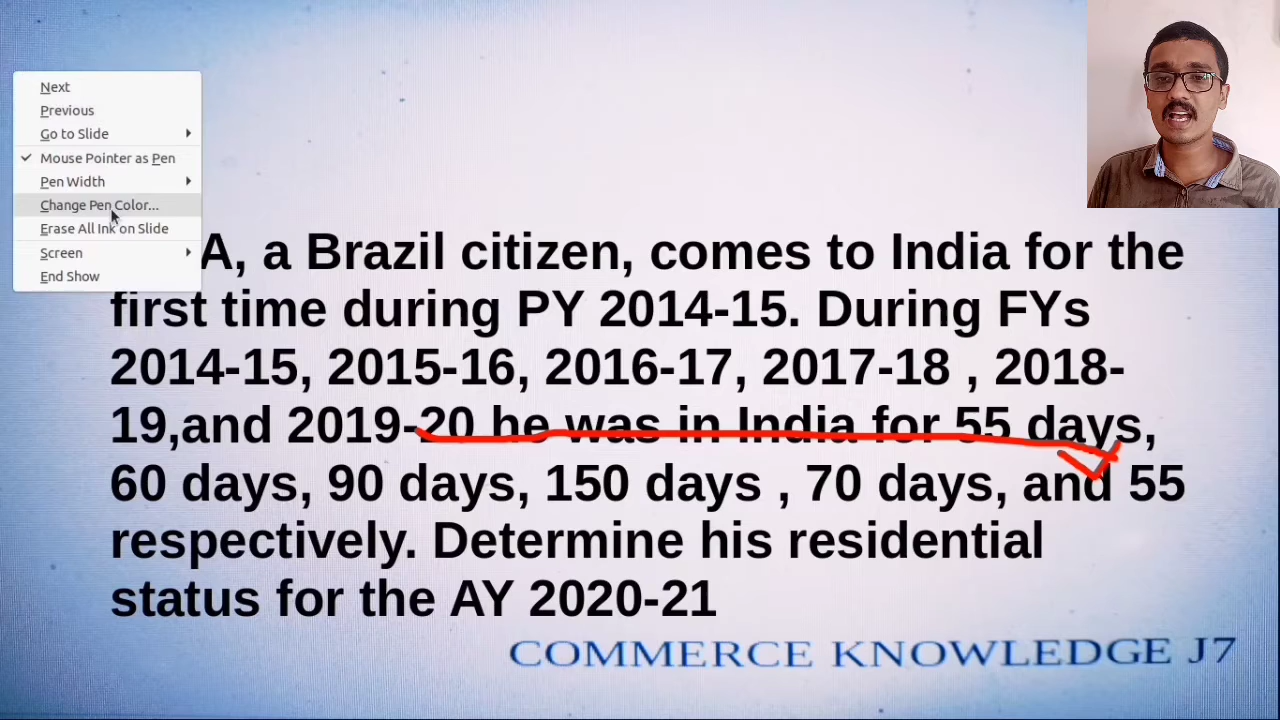 Next
Previous
Go to Slide
Mouse Pointer as Pen
Pen Width
Change Pen Color...
Erase All Ink on Slide
Screen
End Show
A, a Brazil citizen, comes to India for the
first time during PY 2014-15. During FYs
2014-15, 2015-16, 2016-17, 2017-18 , 2018-
19,and 2019-20 he was in India for 55 days,
60 days, 90 days, 150 days , 70 days, and 55
respectively. Determine his residential
status for the AY 2020-21
COMMERCE KNOWLEDGE J7